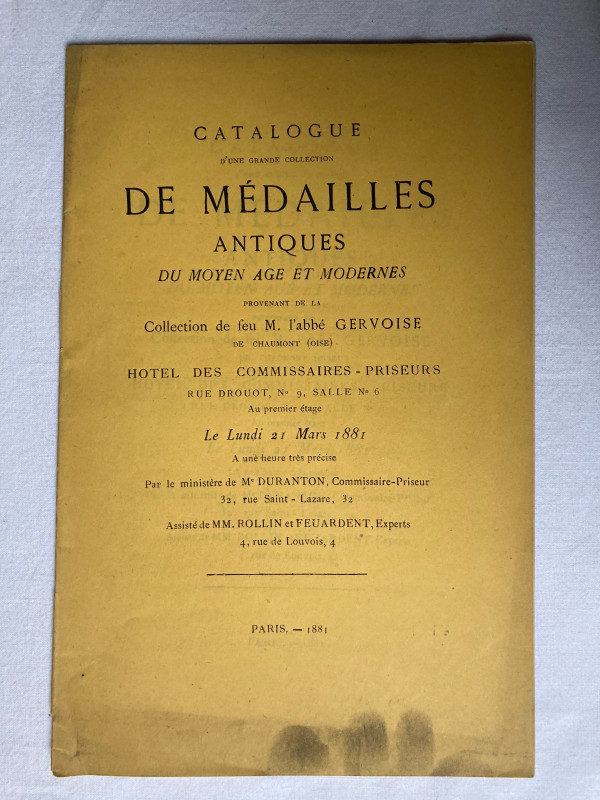 CATALOGUE
D'UNE GRANDE COLLECTION
DE MÉDAILLES
ANTIQUES
DU MOYEN AGE ET MODERNES
PROVENANT DE LA
Collection de feu M. l'abbé GERVOISE
DE CHAUMONT (OISE)
HOTEL DES COMMISSAIRES - PRISEURS
RUE DROUOT, No 9, SALLE No 6
Au premier étage
Le Lundi 21 Mars 1881
A une heure très précise
Par le ministère de Me DURANTON, Commissaire-Priseur
32, rue Saint - Lazare, 32
Assisté de MM. ROLLIN et FEUARDENT, Experts
4, rue de Louvois, 4
PARIS. — 1881